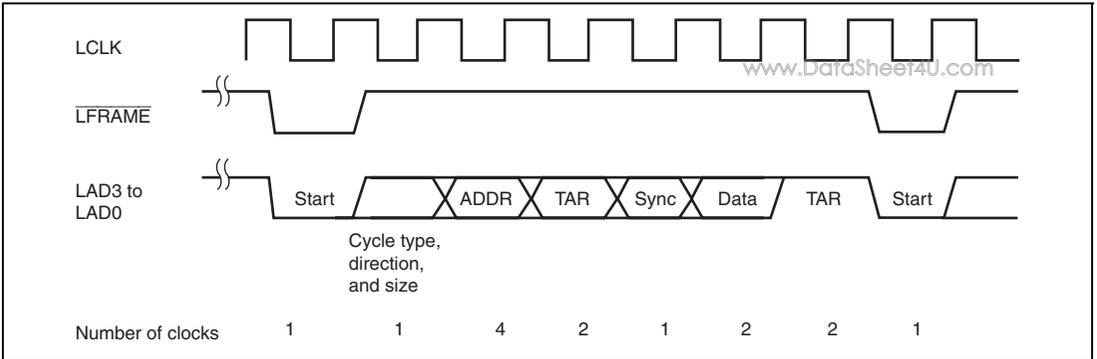 LCLK
www.DataSheet4U.com
LFRAME
LAD3 to
LAD0
Start
ADDR
TAR
Sync
Data
TAR
Start
Cycle type,
direction,
and size
Number of clocks 1 1 4 2 1 2 2 1